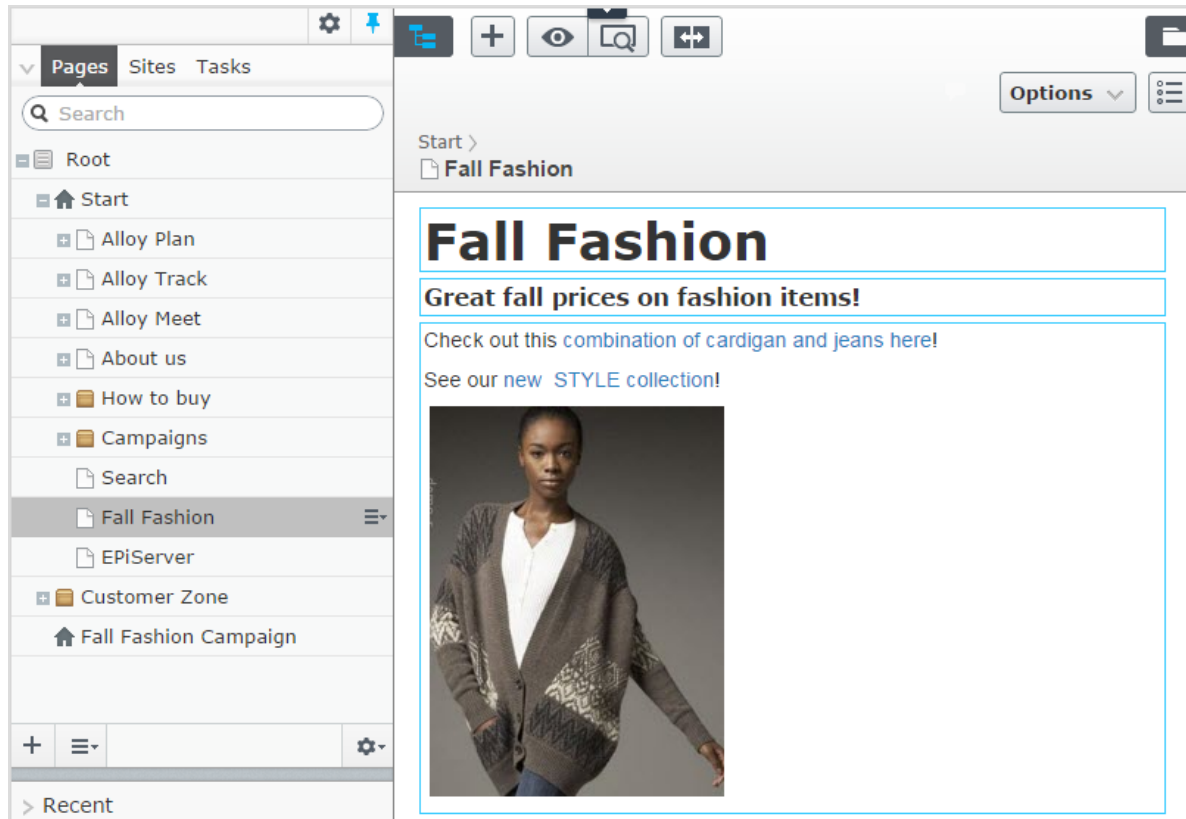 Pages Sites Tasks
Search
Root
Start
Alloy Plan
Alloy Track
Alloy Meet
About us
How to buy
Campaigns
Search
Fall Fashion
EPiServer
Customer Zone
Fall Fashion Campaign
Recent
Options
Start
Fall Fashion
Fall Fashion
Great fall prices on fashion items!
Check out this combination of cardigan and jeans here!
See our new STYLE collection!